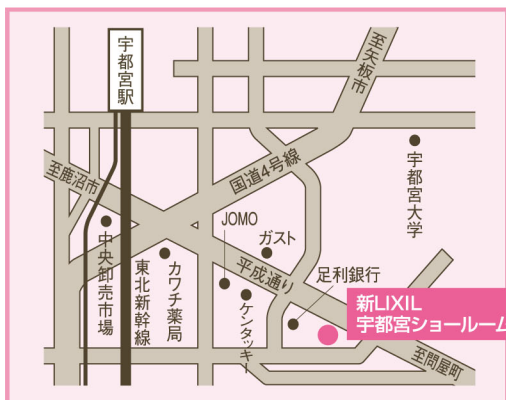 宇都宮駅
至矢板市
宇都宮大学
国道4号線
至鹿沼市
中央卸売市場
東北新幹線
カワチ薬局
JOMO
ガスト
平成通り
ケンタッキー
足利銀行
新LIXIL
宇都宮ショールーム
至問屋町